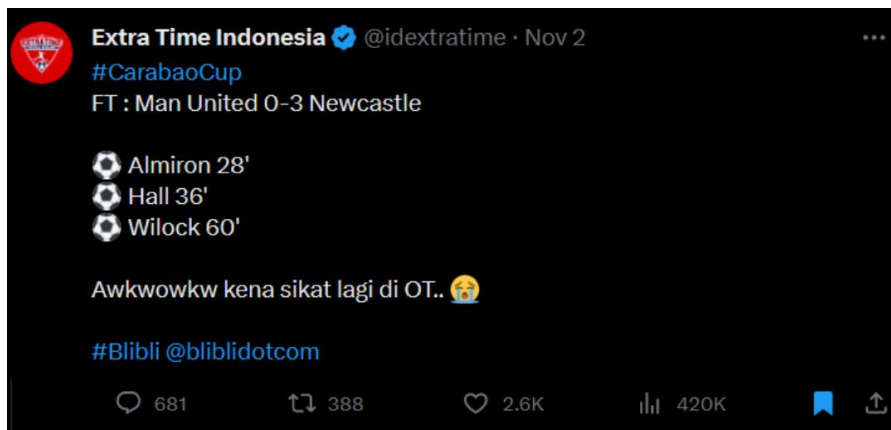 Extra Time Indonesia @idextratime · Nov 2
#CarabaoCup
FT : Man United 0-3 Newcastle
⚽ Almiron 28'
⚽ Hall 36'
⚽ Wilock 60'
Awkwowkw kena sikat lagi di OT.. 😭
#Blibli @bliblidotcom
681 388 2.6K 420K